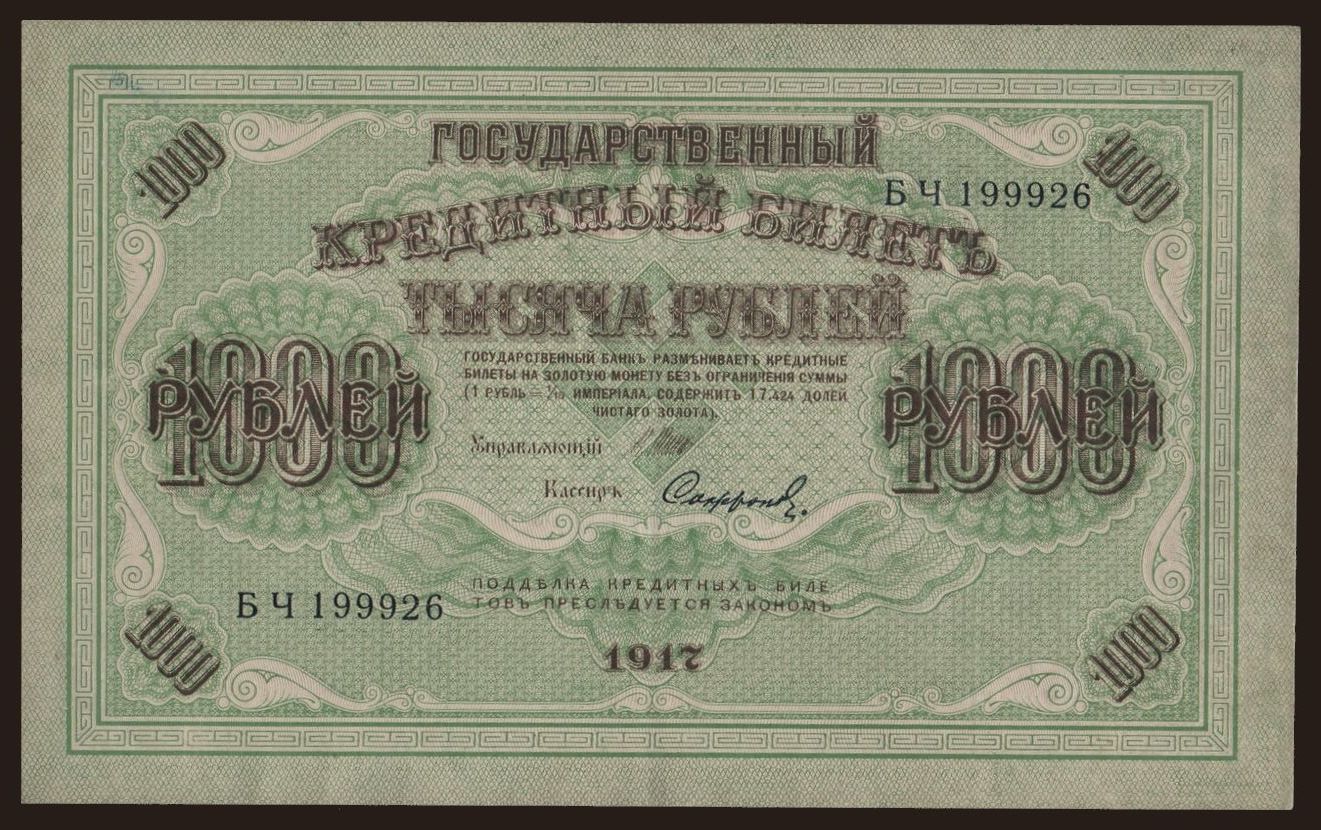 1000
1000
ГОСУДАРСТВЕННЫЙ
БЧ 199926
КРЕДИТНЫЙ БИЛЕТЪ
ТЫСЯЧА РУБЛЕЙ
1000
РУБЛЕЙ
ГОСУДАРСТВЕННЫЙ БАНКЪ РАЗМѢНИВАЕТЪ КРЕДИТНЫЕ
БИЛЕТЫ НА ЗОЛОТУЮ МОНЕТУ БЕЗЪ ОГРАНИЧЕНІЯ СУММЫ
(1 РУБЛЬ = 1/15 ИМПЕРІАЛА, СОДЕРЖИТЪ 17,424 ДОЛЕЙ
ЧИСТАГО ЗОЛОТА).
1000
РУБЛЕЙ
Управляющій
Кассиръ
ПОДДѢЛКА КРЕДИТНЫХЪ БИЛЕ
ТОВЪ ПРЕСЛѢДУЕТСЯ ЗАКОНОМЪ
БЧ 199926
1917
1000
1000